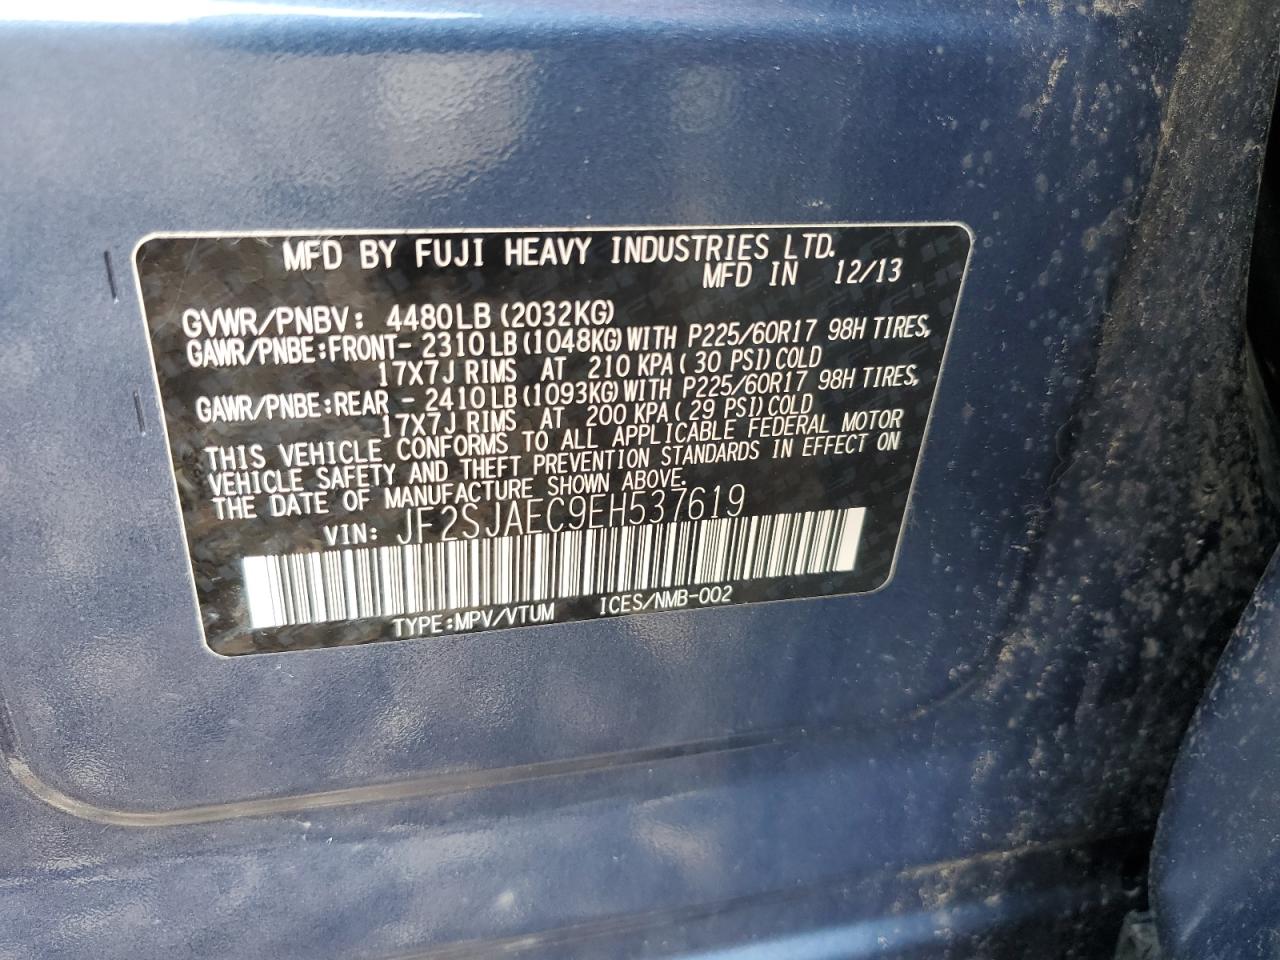 MFD BY FUJI HEAVY INDUSTRIES LTD.
MFD IN 12/13
GVWR/PNBV: 4480LB (2032KG)
GAWR/PNBE:FRONT- 2310LB (1048KG) WITH P225/60R17 98H TIRES,
17X7J RIMS AT 210 KPA ( 30 PSI) COLD
GAWR/PNBE:REAR - 2410LB (1093KG) WITH P225/60R17 98H TIRES,
17X7J RIMS AT 200 KPA ( 29 PSI) COLD
THIS VEHICLE CONFORMS TO ALL APPLICABLE FEDERAL MOTOR
VEHICLE SAFETY AND THEFT PREVENTION STANDARDS IN EFFECT ON
THE DATE OF MANUFACTURE SHOWN ABOVE.
VIN: JF2SJAEC9EH537619
TYPE:MPV/VTUM ICES/NMB-002